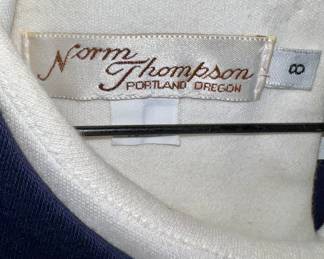 Norm
Thompson
PORTLAND OREGON
8